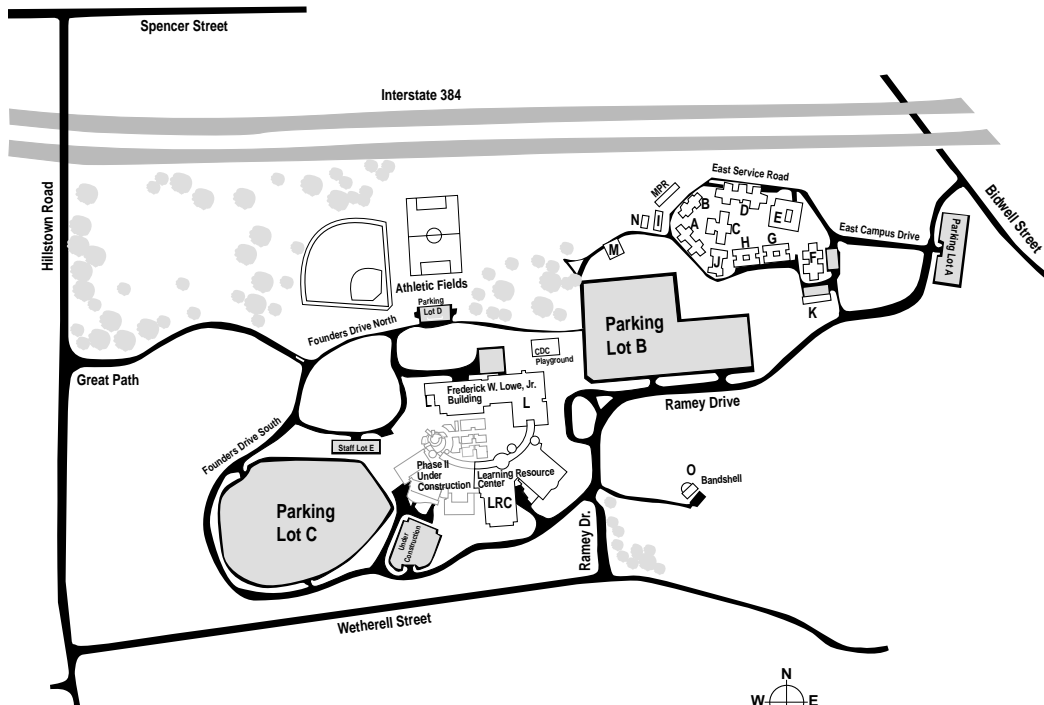 Spencer Street
Interstate 384
Hillstown Road
Bidwell Street
East Service Road
MPR
N
I
B
A
D
C
E
H
G
J
F
M
K
East Campus Drive
Parking Lot A
Athletic Fields
Parking
Lot D
Founders Drive North
Parking
Lot B
CDC
Playground
Great Path
Frederick W. Lowe, Jr.
Building
L
Ramey Drive
Founders Drive South
Staff Lot E
Phase II
Under
Construction
Learning Resource
Center
LRC
O
Bandshell
Parking
Lot C
Under
Construction
Ramey Dr.
Wetherell Street
N
W
E